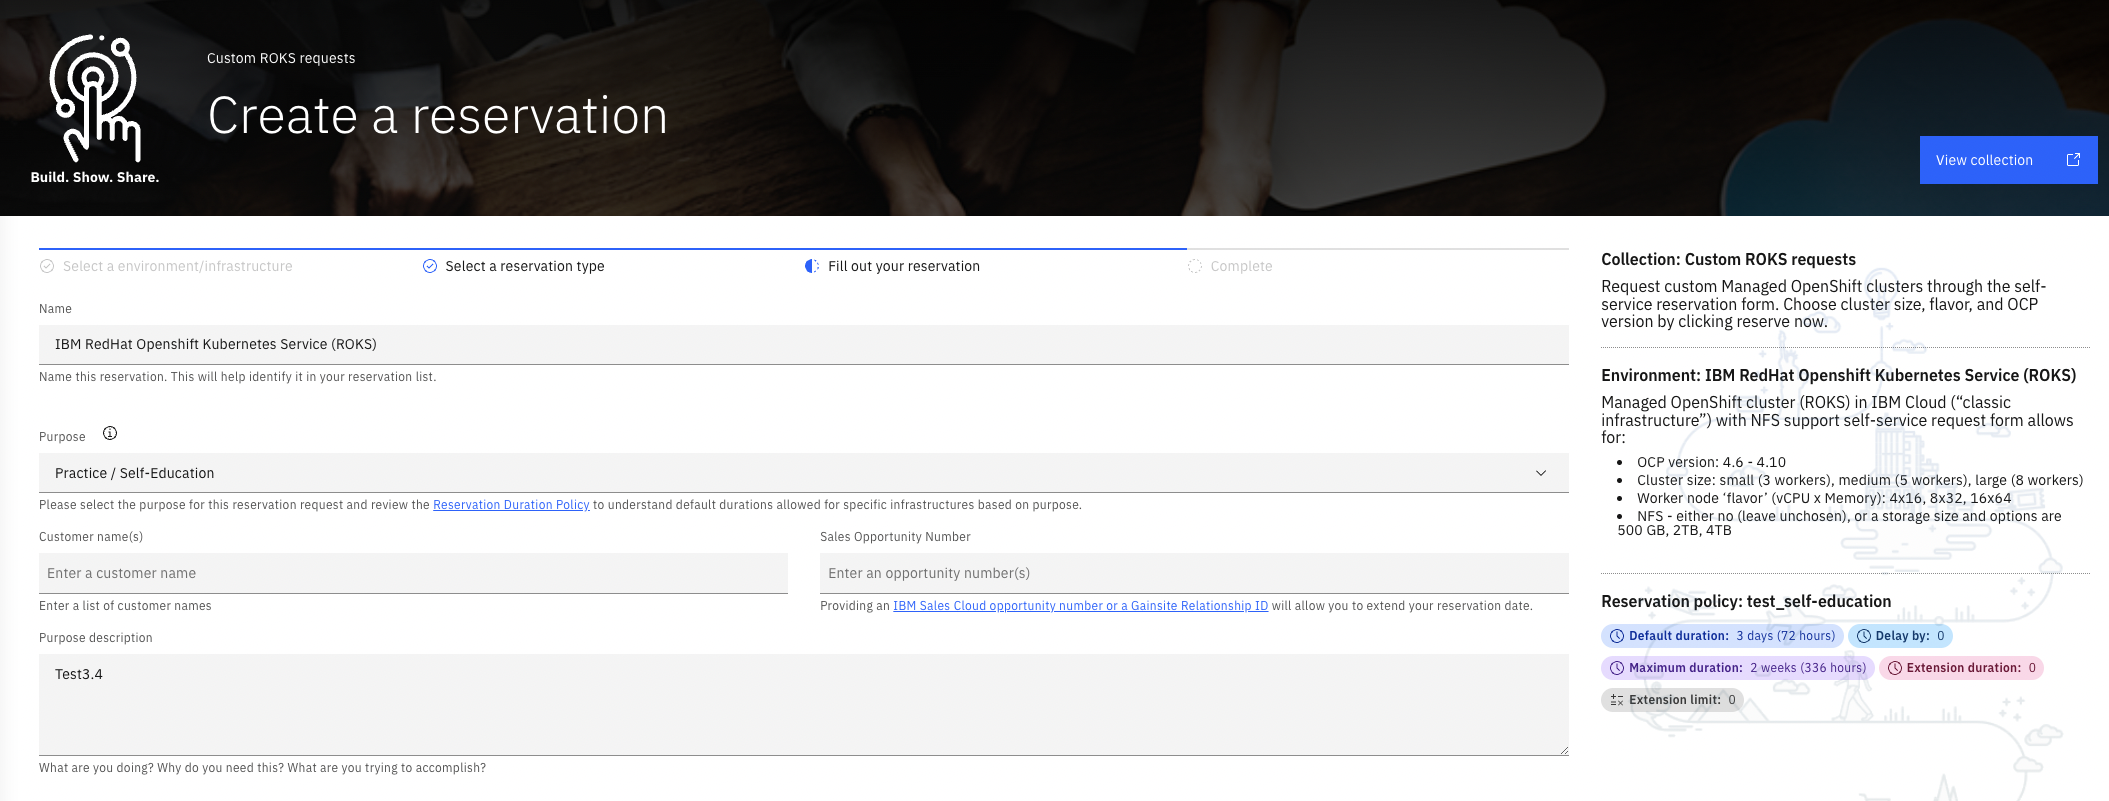 Custom ROKS requests
Create a reservation
Build. Show. Share.
View collection
Select a environment/infrastructure
Select a reservation type
Fill out your reservation
Complete
Name
IBM RedHat Openshift Kubernetes Service (ROKS)
Name this reservation. This will help identify it in your reservation list.
Purpose
Practice / Self-Education
Please select the purpose for this reservation request and review the Reservation Duration Policy to understand default durations allowed for specific infrastructures based on purpose.
Customer name(s)
Enter a customer name
Enter a list of customer names
Sales Opportunity Number
Enter an opportunity number(s)
Providing an IBM Sales Cloud opportunity number or a Gainsite Relationship ID will allow you to extend your reservation date.
Purpose description
Test3.4
What are you doing? Why do you need this? What are you trying to accomplish?
Collection: Custom ROKS requests
Request custom Managed OpenShift clusters through the self-
service reservation form. Choose cluster size, flavor, and OCP
version by clicking reserve now.
Environment: IBM RedHat Openshift Kubernetes Service (ROKS)
Managed OpenShift cluster (ROKS) in IBM Cloud (“classic
infrastructure”) with NFS support self-service request form allows
for:
• OCP version: 4.6 - 4.10
• Cluster size: small (3 workers), medium (5 workers), large (8 workers)
• Worker node ‘flavor’ (vCPU x Memory): 4x16, 8x32, 16x64
• NFS - either no (leave unchosen), or a storage size and options are
500 GB, 2TB, 4TB
Reservation policy: test_self-education
Default duration: 3 days (72 hours)
Delay by: 0
Maximum duration: 2 weeks (336 hours)
Extension duration: 0
Extension limit: 0